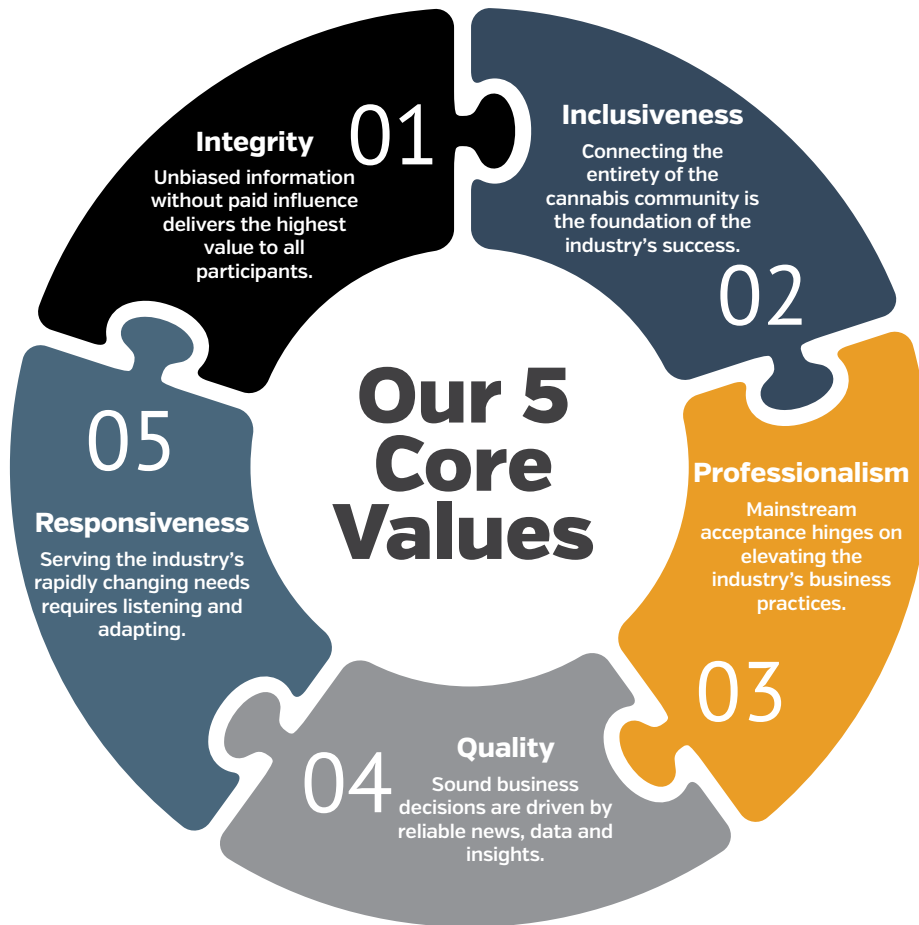 Our 5
Core
Values
01
Integrity
Unbiased information
without paid influence
delivers the highest
value to all
participants.
Inclusiveness
Connecting the
entirety of the
cannabis community is
the foundation of the
industry’s success.
02
Professionalism
Mainstream
acceptance hinges on
elevating the
industry’s business
practices.
03
04
Quality
Sound business
decisions are driven by
reliable news, data and
insights.
05
Responsiveness
Serving the industry’s
rapidly changing needs
requires listening and
adapting.